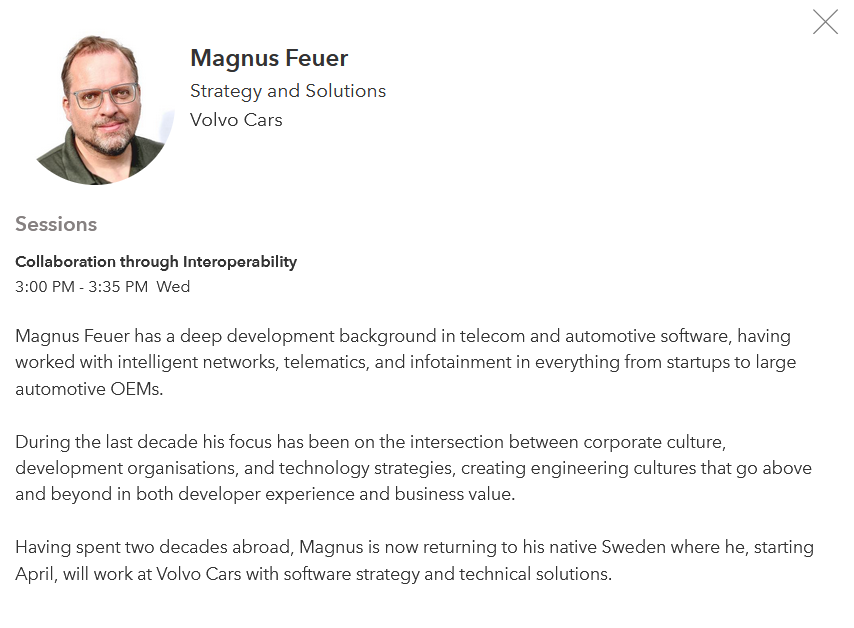 Magnus Feuer
Strategy and Solutions
Volvo Cars
Sessions
Collaboration through Interoperability
3:00 PM - 3:35 PM  Wed
Magnus Feuer has a deep development background in telecom and automotive software, having
worked with intelligent networks, telematics, and infotainment in everything from startups to large
automotive OEMs.
During the last decade his focus has been on the intersection between corporate culture,
development organisations, and technology strategies, creating engineering cultures that go above
and beyond in both developer experience and business value.
Having spent two decades abroad, Magnus is now returning to his native Sweden where he, starting
April, will work at Volvo Cars with software strategy and technical solutions.